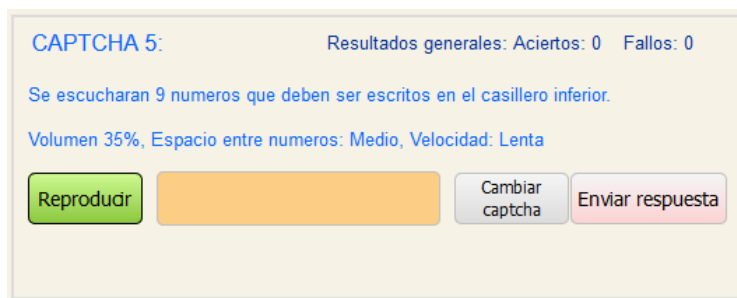 CAPTCHA 5: Resultados generales: Aciertos: 0 Fallos: 0
Se escucharan 9 numeros que deben ser escritos en el casillero inferior.
Volumen 35%, Espacio entre numeros: Medio, Velocidad: Lenta
Reproducir
Cambiar
captcha
Enviar respuesta